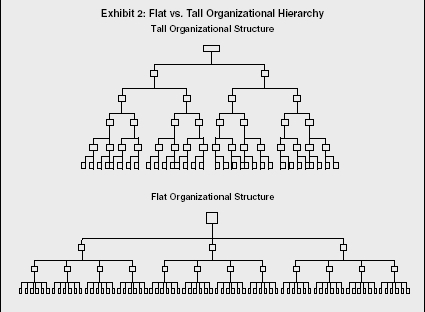 Exhibit 2: Flat vs. Tall Organizational Hierarchy
Tall Organizational Structure
Flat Organizational Structure